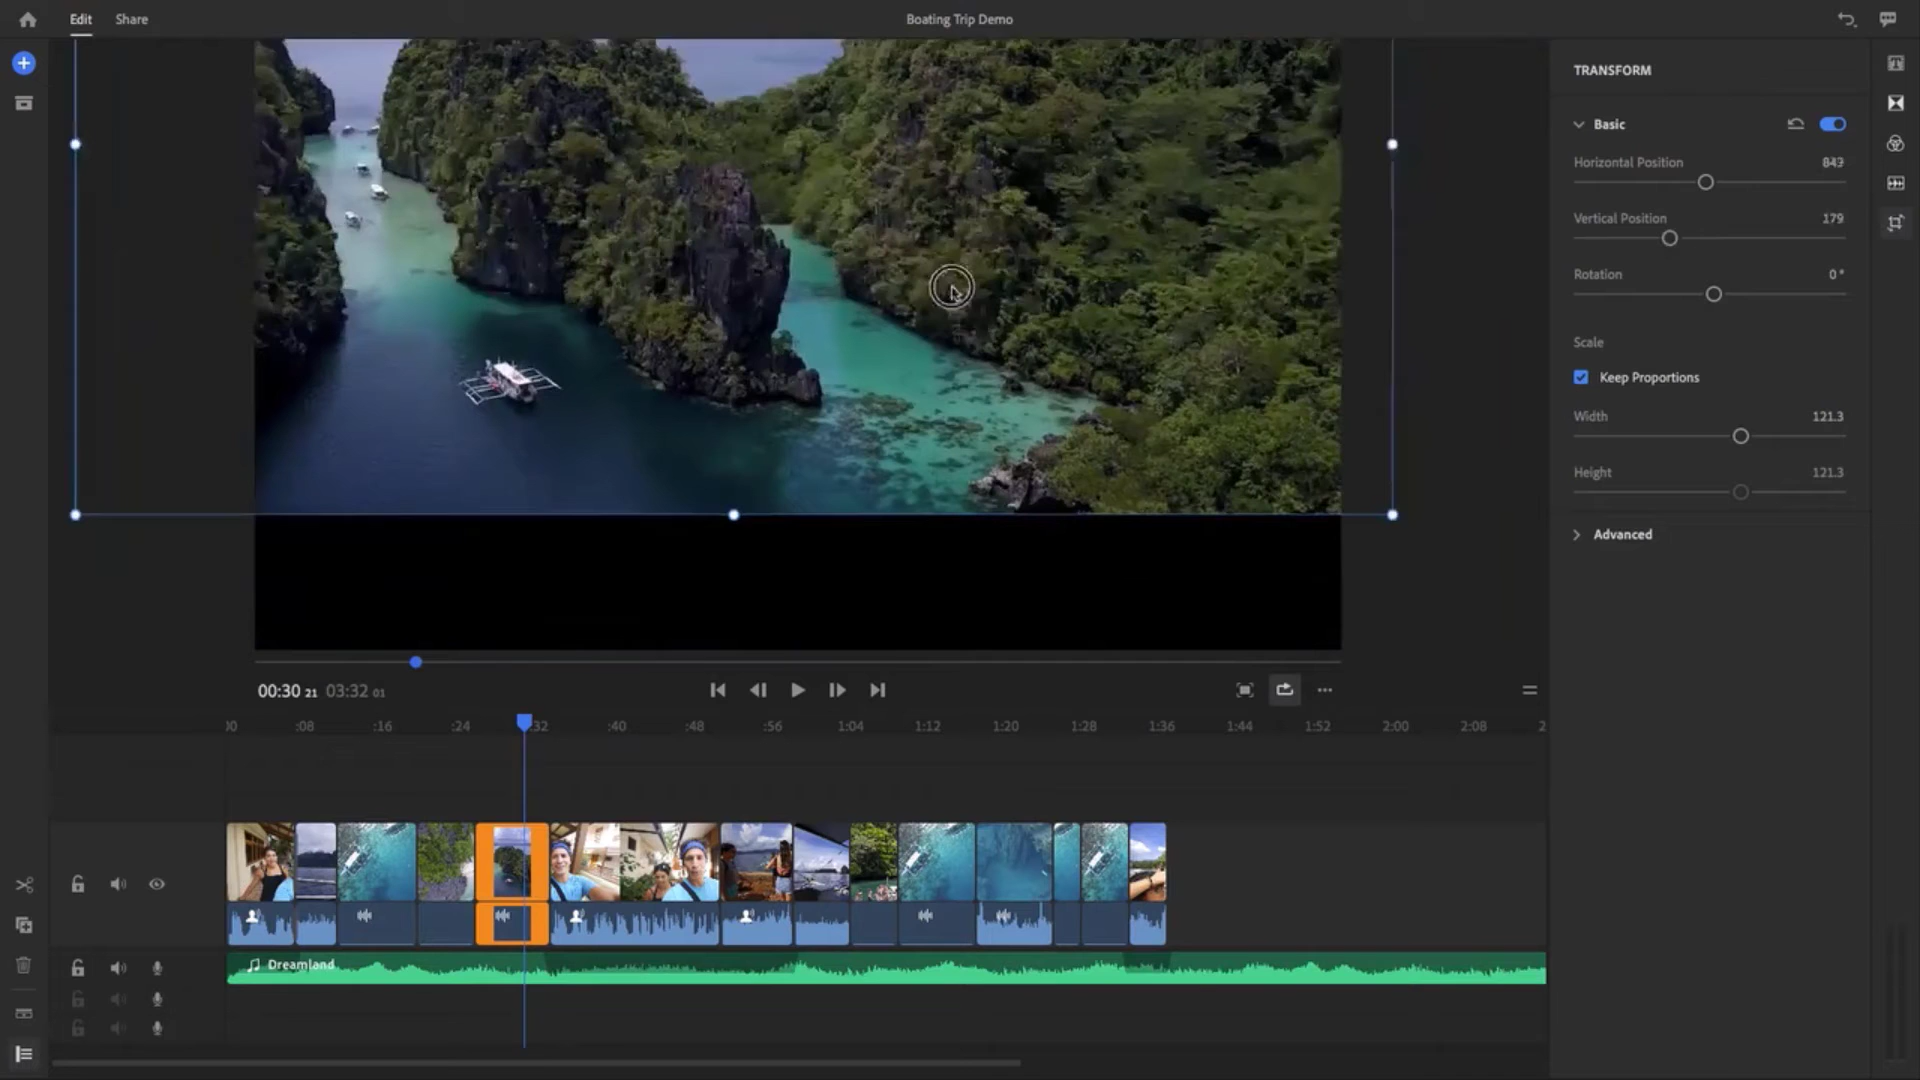 Edit Share Boating Trip Demo
TRANSFORM
Basic
Horizontal Position 843
Vertical Position 179
Rotation 0°
Scale
Keep Proportions
Width 121.3
Height 121.3
Advanced
00:30 21 03:32 01
:00 :08 :16 :24 :32 :40 :48 :56 1:04 1:12 1:20 1:28 1:36 1:44 1:52 2:00 2:08 2
Dreamland